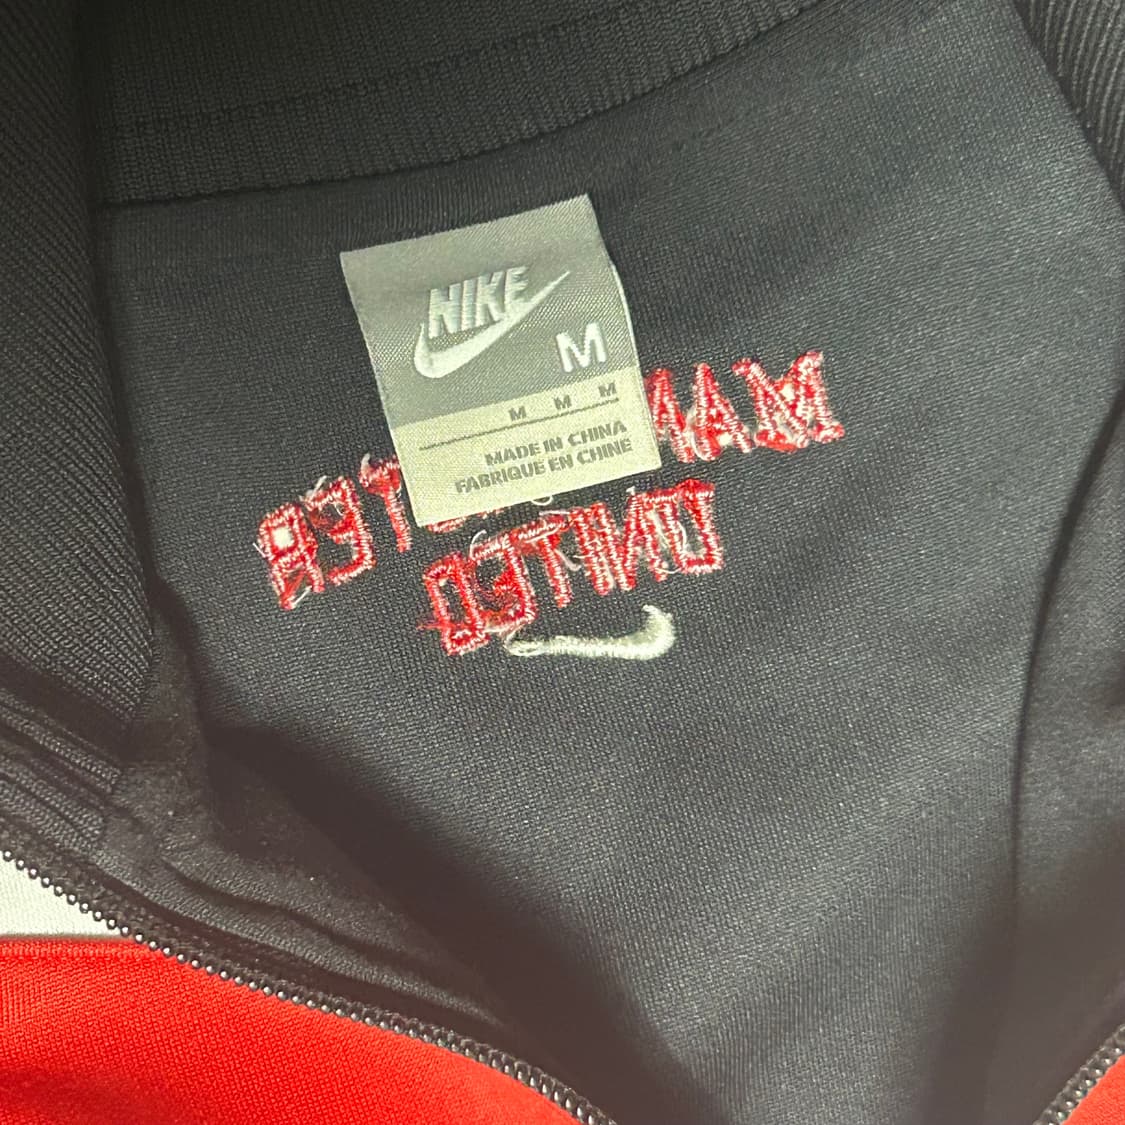 NIKE
M
M M M
MADE IN CHINA
FABRIQUE EN CHINE
UNITED